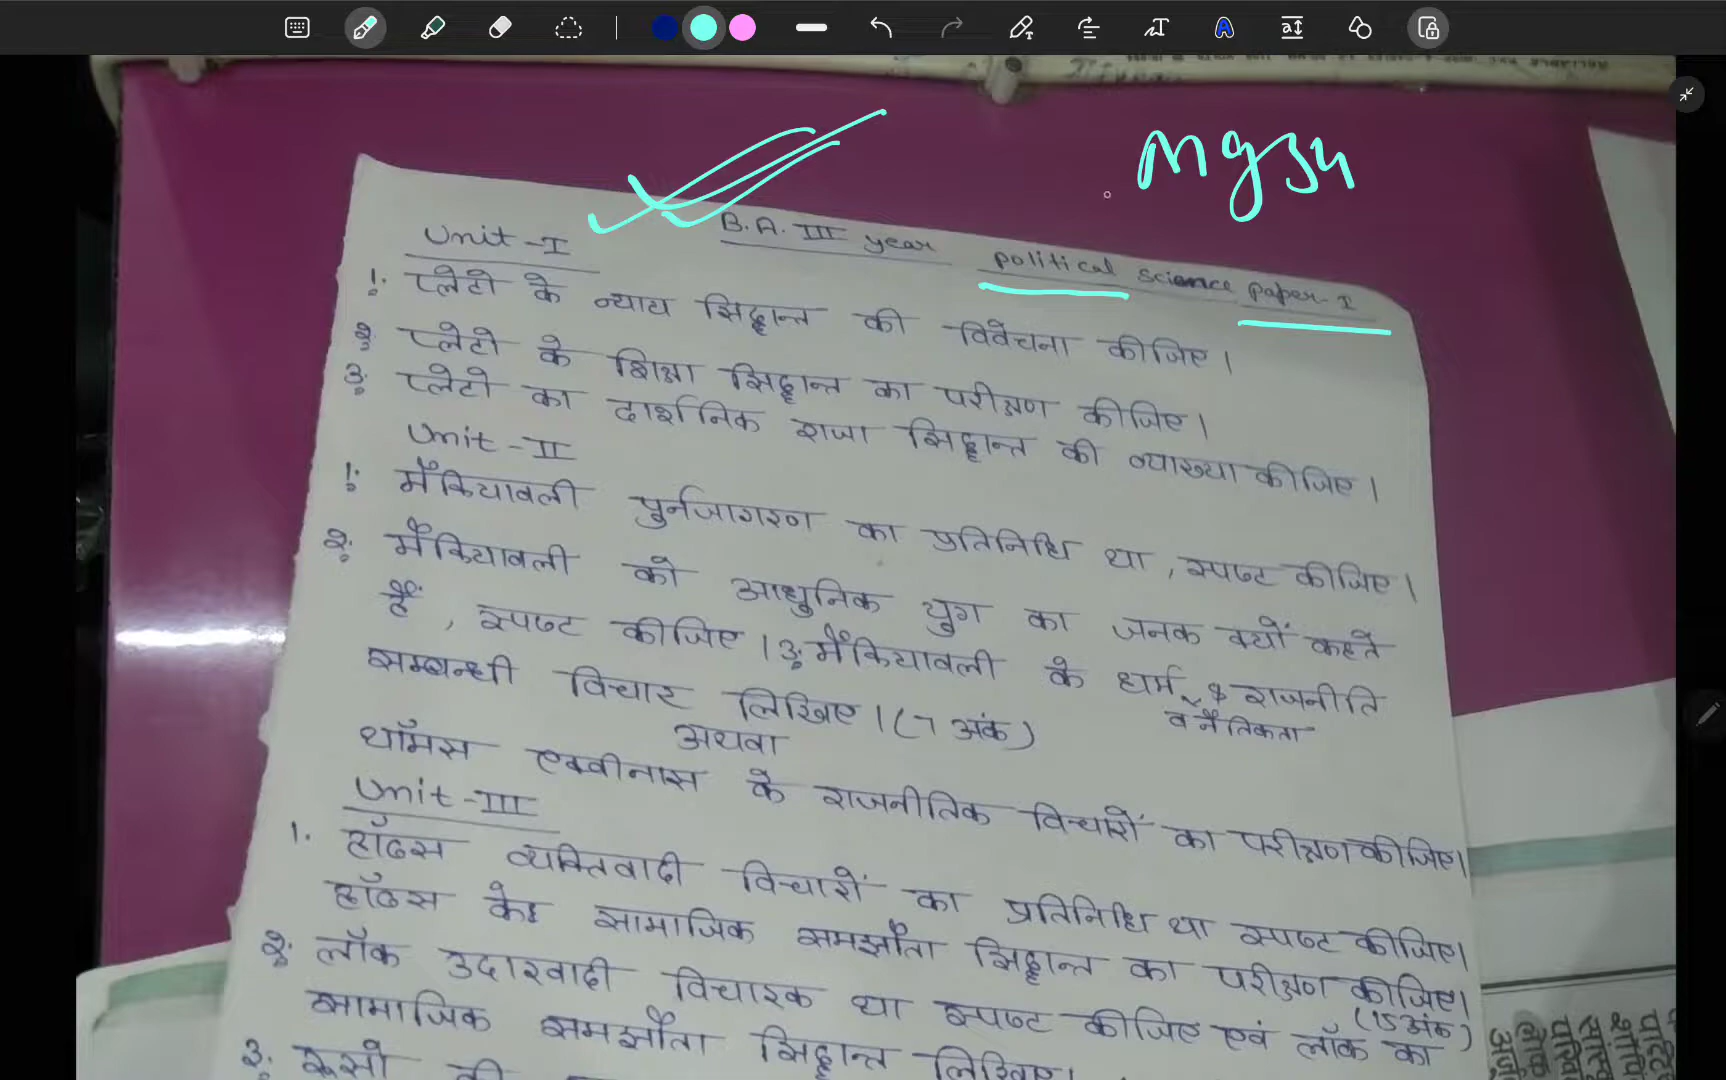 Mgsu
B.A. III year political science paper-I
Unit-I
1. प्लेटो के न्याय सिद्धान्त की विवेचना कीजिए।
2. प्लेटो के शिक्षा सिद्धान्त का परीक्षण कीजिए।
3. प्लेटो का दार्शनिक राजा सिद्धान्त की व्याख्या कीजिए।
Unit-II
1. मैकियावली पुर्नजागरण का प्रतिनिधि था, स्पष्ट कीजिए।
2. मैकियावली को आधुनिक युग का जनक क्यों कहते
हैं, स्पष्ट कीजिए। 3. मैकियावली के धर्म, राजनीति
व नैतिकता
सम्बन्धी विचार लिखिए। (7 अंक)
अथवा
थॉमस एक्वीनास के राजनीतिक विचारों का परीक्षण कीजिए।
Unit-III
1. हॉब्स व्यक्तिवादी विचारों का प्रतिनिधि था स्पष्ट कीजिए।
हॉब्स के सामाजिक समझौता सिद्धान्त का परीक्षण कीजिए।
(15 अंक)
2. लॉक उदारवादी विचारक था स्पष्ट कीजिए एवं लॉक का
सामाजिक समझौता सिद्धान्त लिखिए।
3. रूसो की